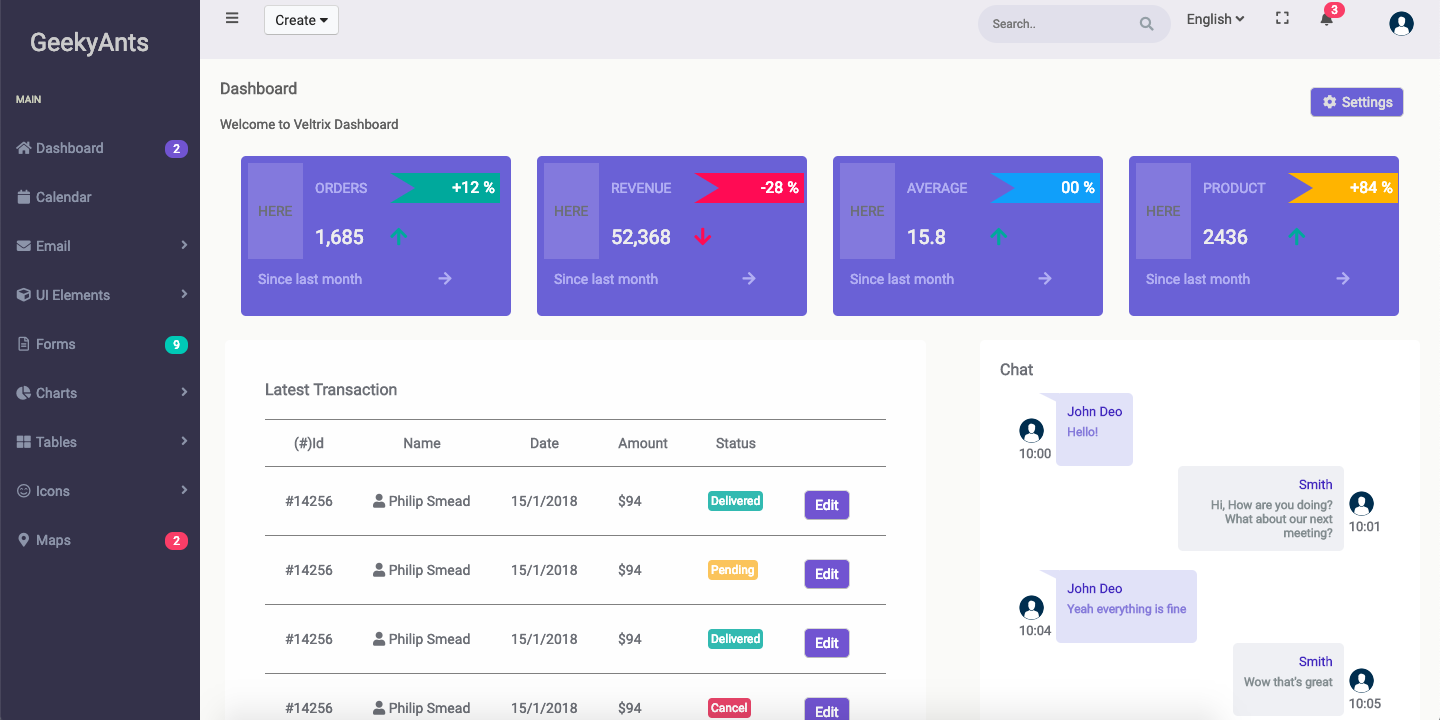 GeekyAnts
MAIN
Dashboard 2
Calendar
Email
UI Elements
Forms 9
Charts
Tables
Icons
Maps 2
Create
Search..
English
3
Dashboard
Welcome to Veltrix Dashboard
Settings
HERE
ORDERS +12 %
1,685
Since last month
HERE
REVENUE -28 %
52,368
Since last month
HERE
AVERAGE 00 %
15.8
Since last month
HERE
PRODUCT +84 %
2436
Since last month
Latest Transaction
(#)Id Name Date Amount Status
#14256 Philip Smead 15/1/2018 $94 Delivered Edit
#14256 Philip Smead 15/1/2018 $94 Pending Edit
#14256 Philip Smead 15/1/2018 $94 Delivered Edit
#14256 Philip Smead 15/1/2018 $94 Cancel Edit
Chat
John Deo
Hello!
10:00
Smith
Hi, How are you doing?
What about our next
meeting?
10:01
John Deo
Yeah everything is fine
10:04
Smith
Wow that's great
10:05